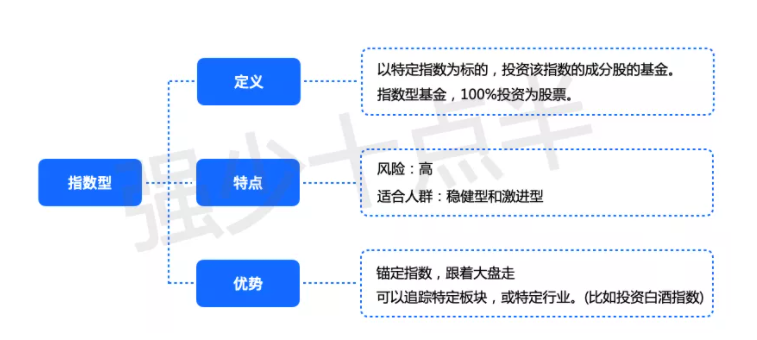 定义
以特定指数为标的，投资该指数的成分股的基金。
指数型基金，100%投资为股票。
指数型
特点
风险：高
适合人群：稳健型和激进型
优势
锚定指数，跟着大盘走
可以追踪特定板块，或特定行业。(比如投资白酒指数)
强少十点半